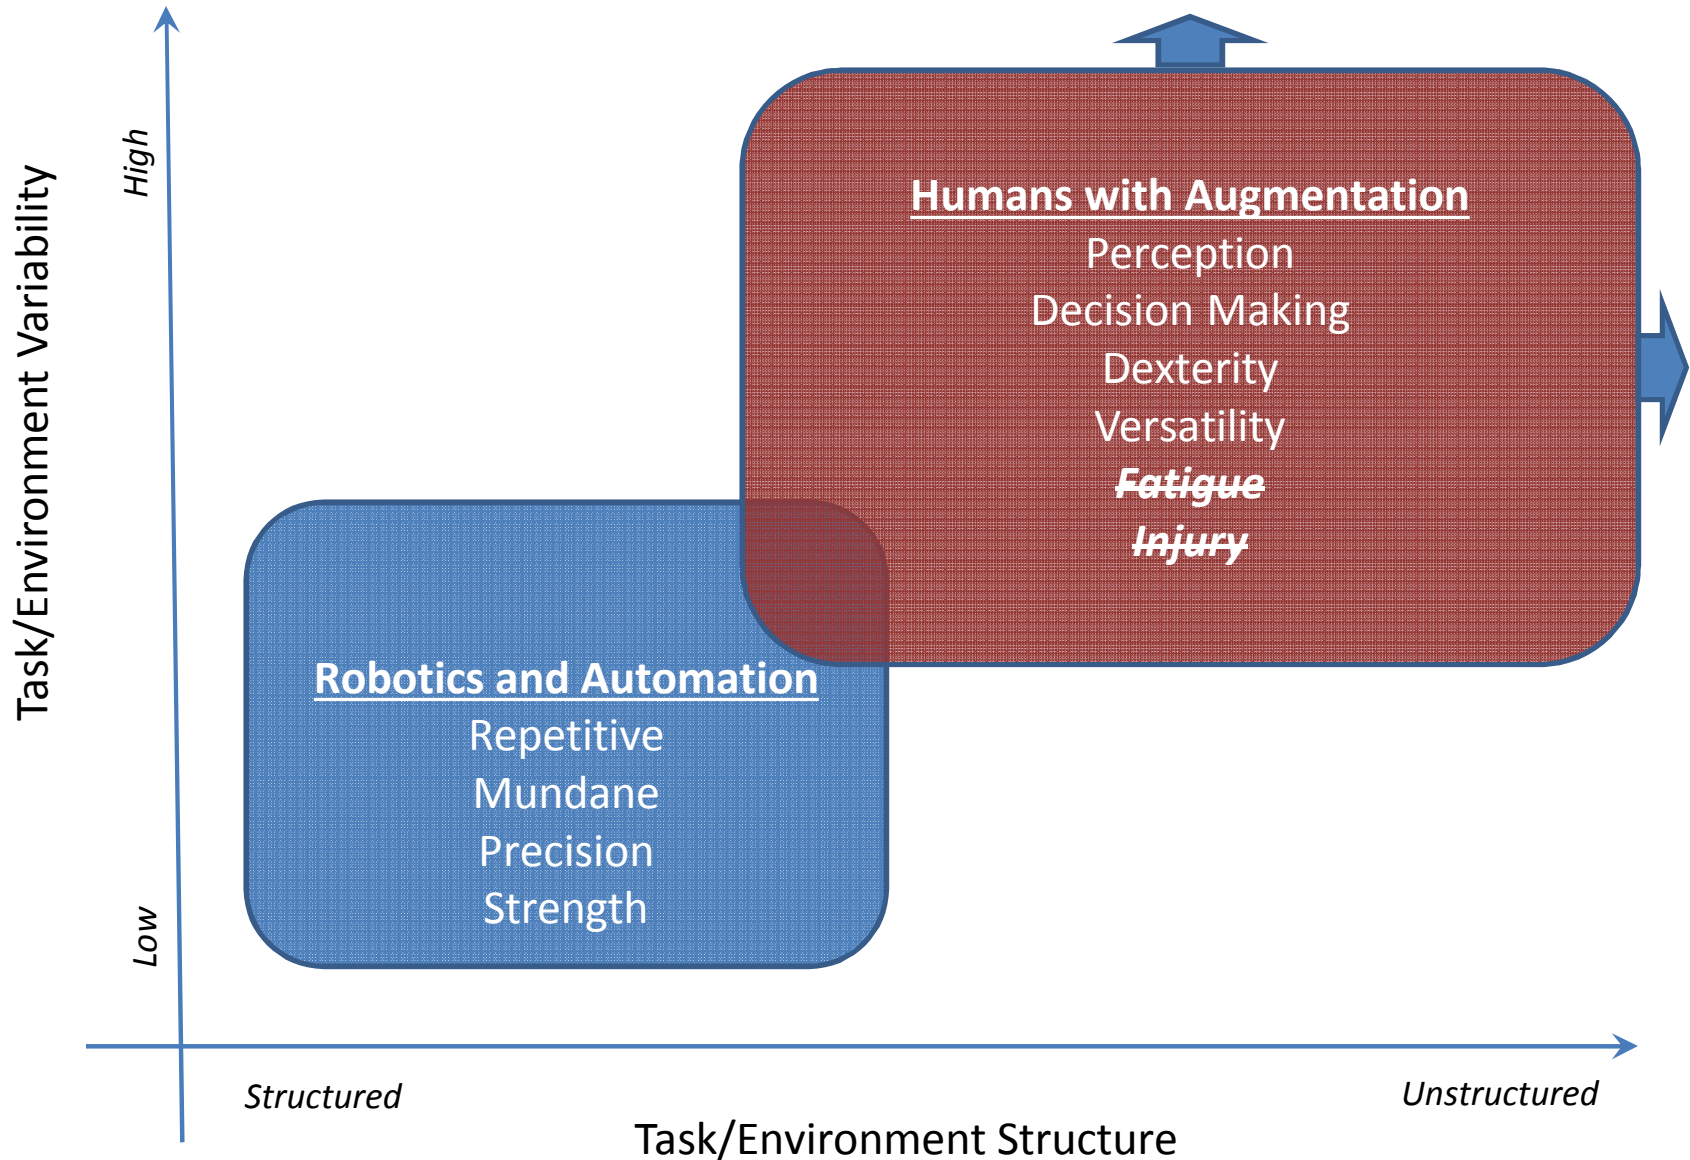 High
Task/Environment Variability
Low
Humans with Augmentation
Perception
Decision Making
Dexterity
Versatility
Fatigue
Injury
Robotics and Automation
Repetitive
Mundane
Precision
Strength
Structured
Unstructured
Task/Environment Structure